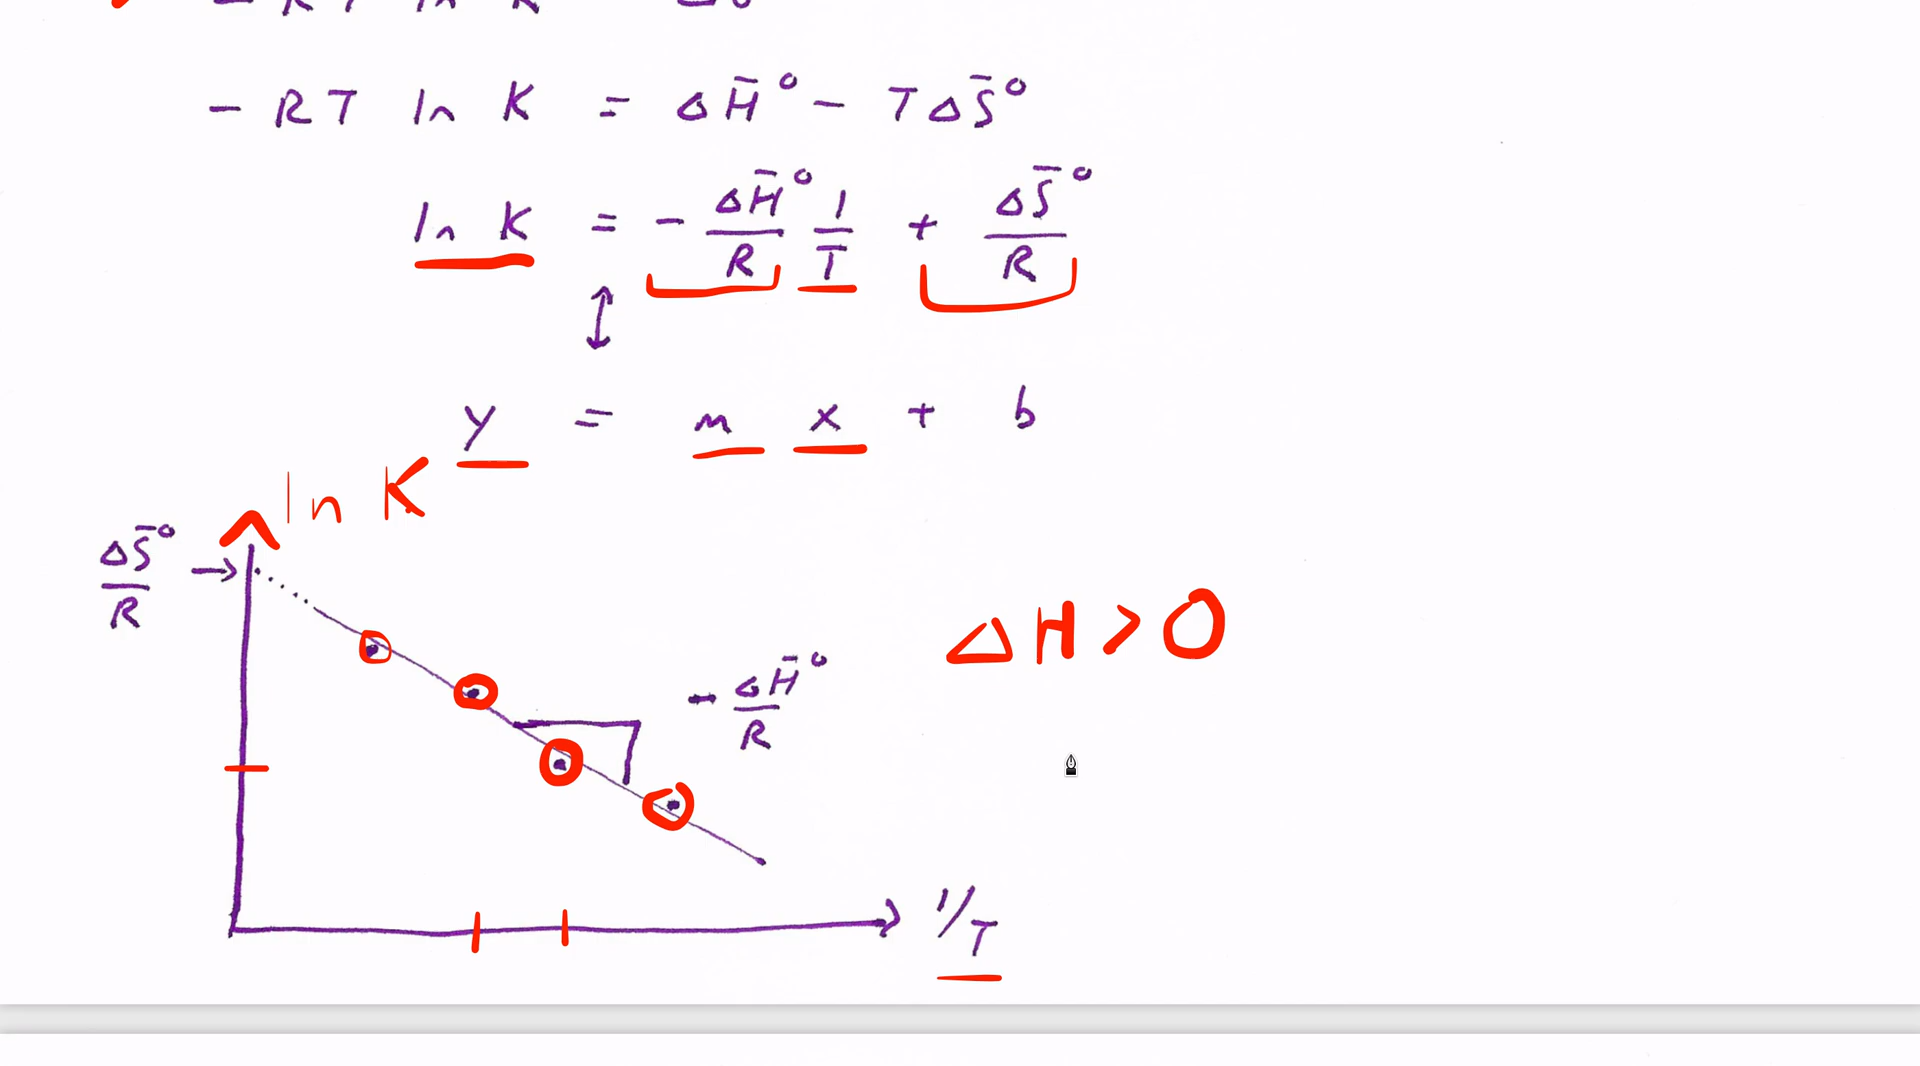 - RT ln K = ΔH̄° - TΔS̄°
ln K = - ΔH̄°/R 1/T + ΔS̄°/R
y = m x + b
ln K
ΔS̄°/R →
ΔH > 0
- ΔH̄°/R
1/T